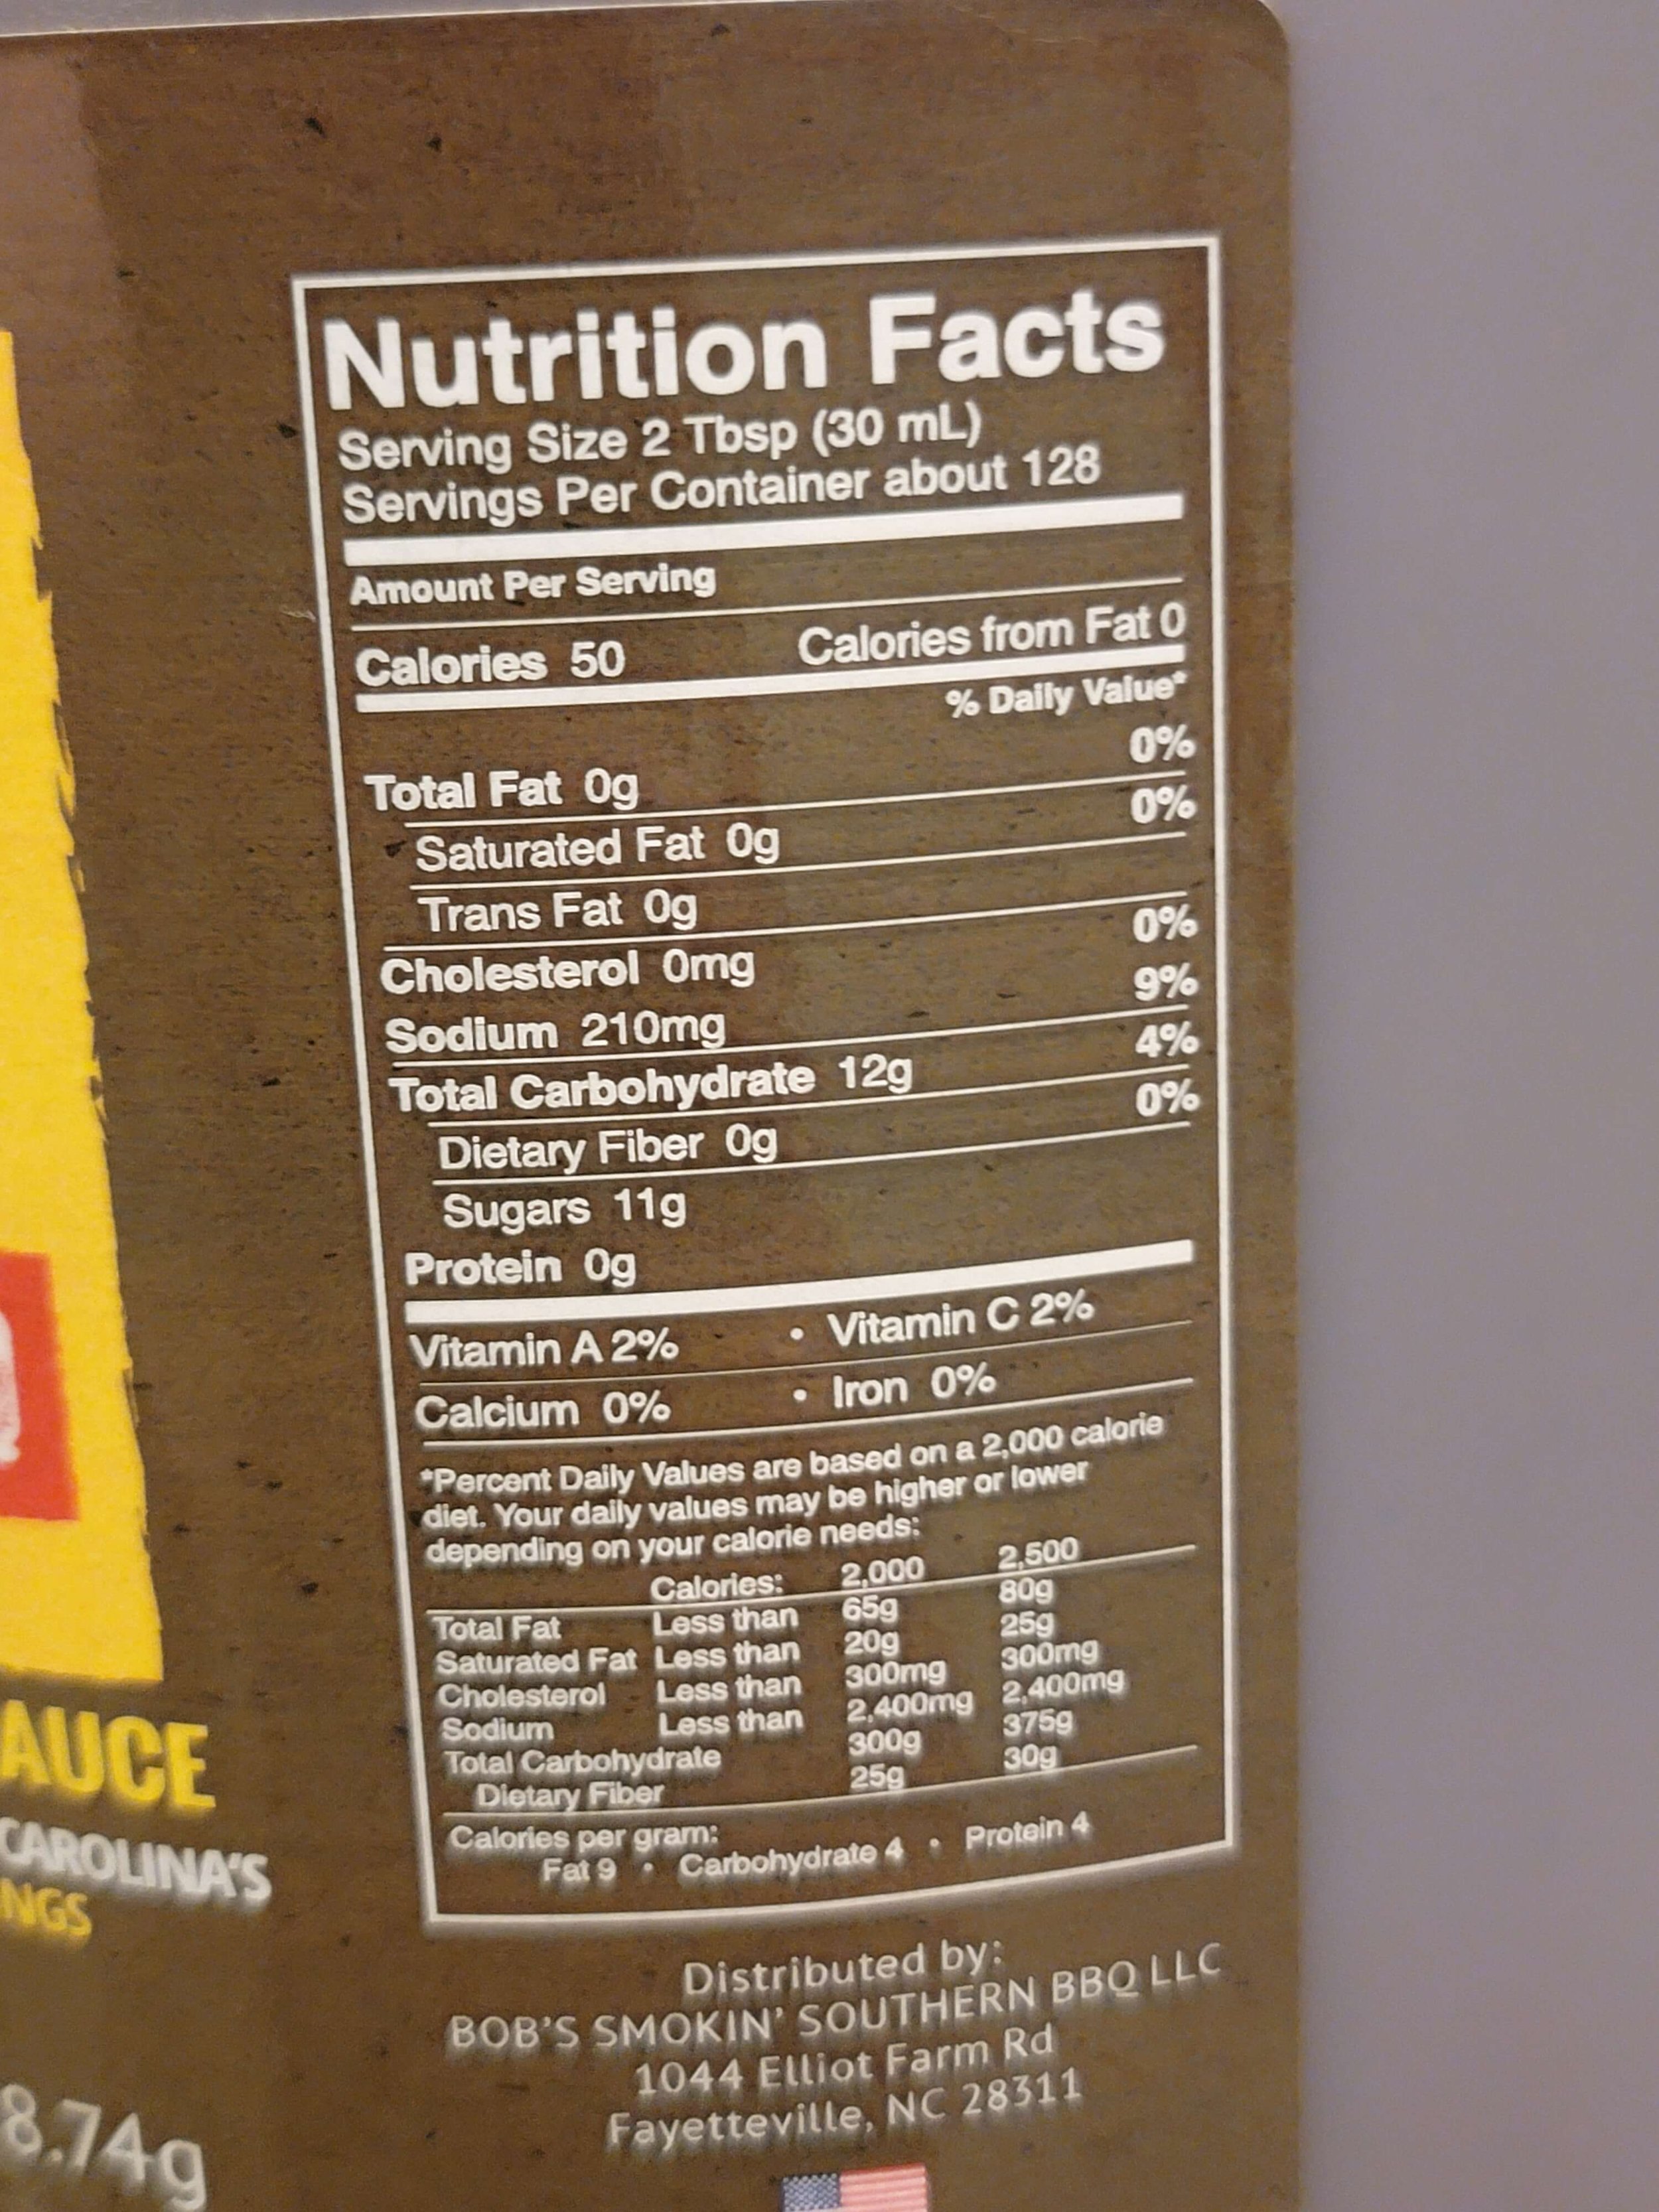 Nutrition Facts
Serving Size 2 Tbsp (30 mL)
Servings Per Container about 128
Amount Per Serving
Calories 50 Calories from Fat 0
% Daily Value*
Total Fat 0g 0%
Saturated Fat 0g 0%
Trans Fat 0g
Cholesterol 0mg 0%
Sodium 210mg 9%
Total Carbohydrate 12g 4%
Dietary Fiber 0g 0%
Sugars 11g
Protein 0g
Vitamin A 2% • Vitamin C 2%
Calcium 0% • Iron 0%
*Percent Daily Values are based on a 2,000 calorie
diet. Your daily values may be higher or lower
depending on your calorie needs:
Calories: 2,000 2,500
Total Fat Less than 65g 80g
Saturated Fat Less than 20g 25g
Cholesterol Less than 300mg 300mg
Sodium Less than 2,400mg 2,400mg
Total Carbohydrate 300g 375g
Dietary Fiber 25g 30g
Calories per gram:
Fat 9 • Carbohydrate 4 • Protein 4
Distributed by:
BOB'S SMOKIN' SOUTHERN BBQ LLC
1044 Elliot Farm Rd
Fayetteville, NC 28311
AUCE
CAROLINA'S
NGS
8.74g